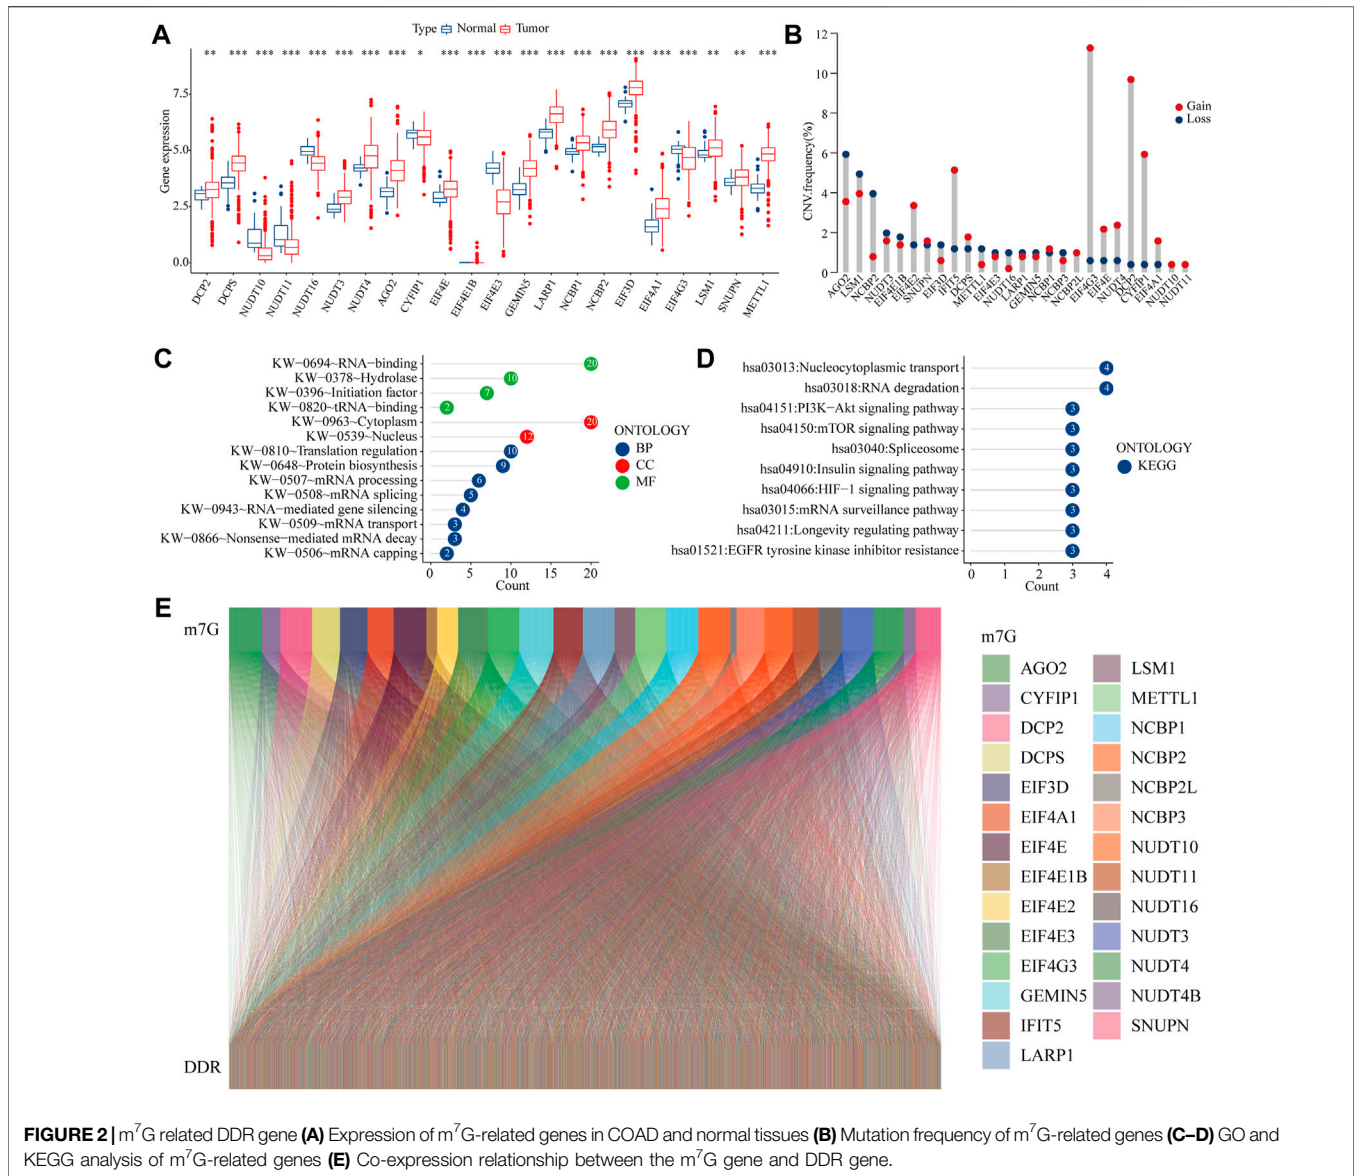 A
Type Normal Tumor
** *** *** *** *** *** *** *** * *** *** *** *** *** *** *** *** *** *** ** ** ***
Gene expression
7.5
5.0
2.5
0.0
DCP2 DCPS NUDT10 NUDT11 NUDT16 NUDT3 NUDT4 AGO2 CYFIP1 EIF4E EIF4E1B EIF4E3 GEMIN5 LARP1 NCBP1 NCBP2 EIF3D EIF4A1 EIF4G3 LSM1 SNUPN METTL1
B
CNV.frequency(%)
12
10
8
6
4
2
0
Gain
Loss
AGO2 LSM1 NCBP2 NUDT3 EIF4E1B EIF4E2 SNUPN EIF3D IFIT5 DCPS METTL1 EIF4E3 NUDT16 LARP1 GEMIN5 NCBP1 NCBP3 NCBP2L EIF4G3 EIF4E NUDT4 DCP2 CYFIP1 EIF4A1 NUDT10 NUDT11
C
KW−0694~RNA−binding 20
KW−0378~Hydrolase 10
KW−0396~Initiation factor 7
KW−0820~tRNA−binding 2
KW−0963~Cytoplasm 20
KW−0539~Nucleus 12
KW−0810~Translation regulation 10
KW−0648~Protein biosynthesis 9
KW−0507~mRNA processing 6
KW−0508~mRNA splicing 5
KW−0943~RNA−mediated gene silencing 4
KW−0509~mRNA transport 3
KW−0866~Nonsense−mediated mRNA decay 3
KW−0506~mRNA capping 2
0 5 10 15 20
Count
ONTOLOGY
BP
CC
MF
D
hsa03013:Nucleocytoplasmic transport 4
hsa03018:RNA degradation 4
hsa04151:PI3K−Akt signaling pathway 3
hsa04150:mTOR signaling pathway 3
hsa03040:Spliceosome 3
hsa04910:Insulin signaling pathway 3
hsa04066:HIF−1 signaling pathway 3
hsa03015:mRNA surveillance pathway 3
hsa04211:Longevity regulating pathway 3
hsa01521:EGFR tyrosine kinase inhibitor resistance 3
0 1 2 3 4
Count
ONTOLOGY
KEGG
E
m7G
DDR
m7G
AGO2
CYFIP1
DCP2
DCPS
EIF3D
EIF4A1
EIF4E
EIF4E1B
EIF4E2
EIF4E3
EIF4G3
GEMIN5
IFIT5
LARP1
LSM1
METTL1
NCBP1
NCBP2
NCBP2L
NCBP3
NUDT10
NUDT11
NUDT16
NUDT3
NUDT4
NUDT4B
SNUPN
FIGURE 2 | m⁷G related DDR gene (A) Expression of m⁷G-related genes in COAD and normal tissues (B) Mutation frequency of m⁷G-related genes (C–D) GO and
KEGG analysis of m⁷G-related genes (E) Co-expression relationship between the m⁷G gene and DDR gene.